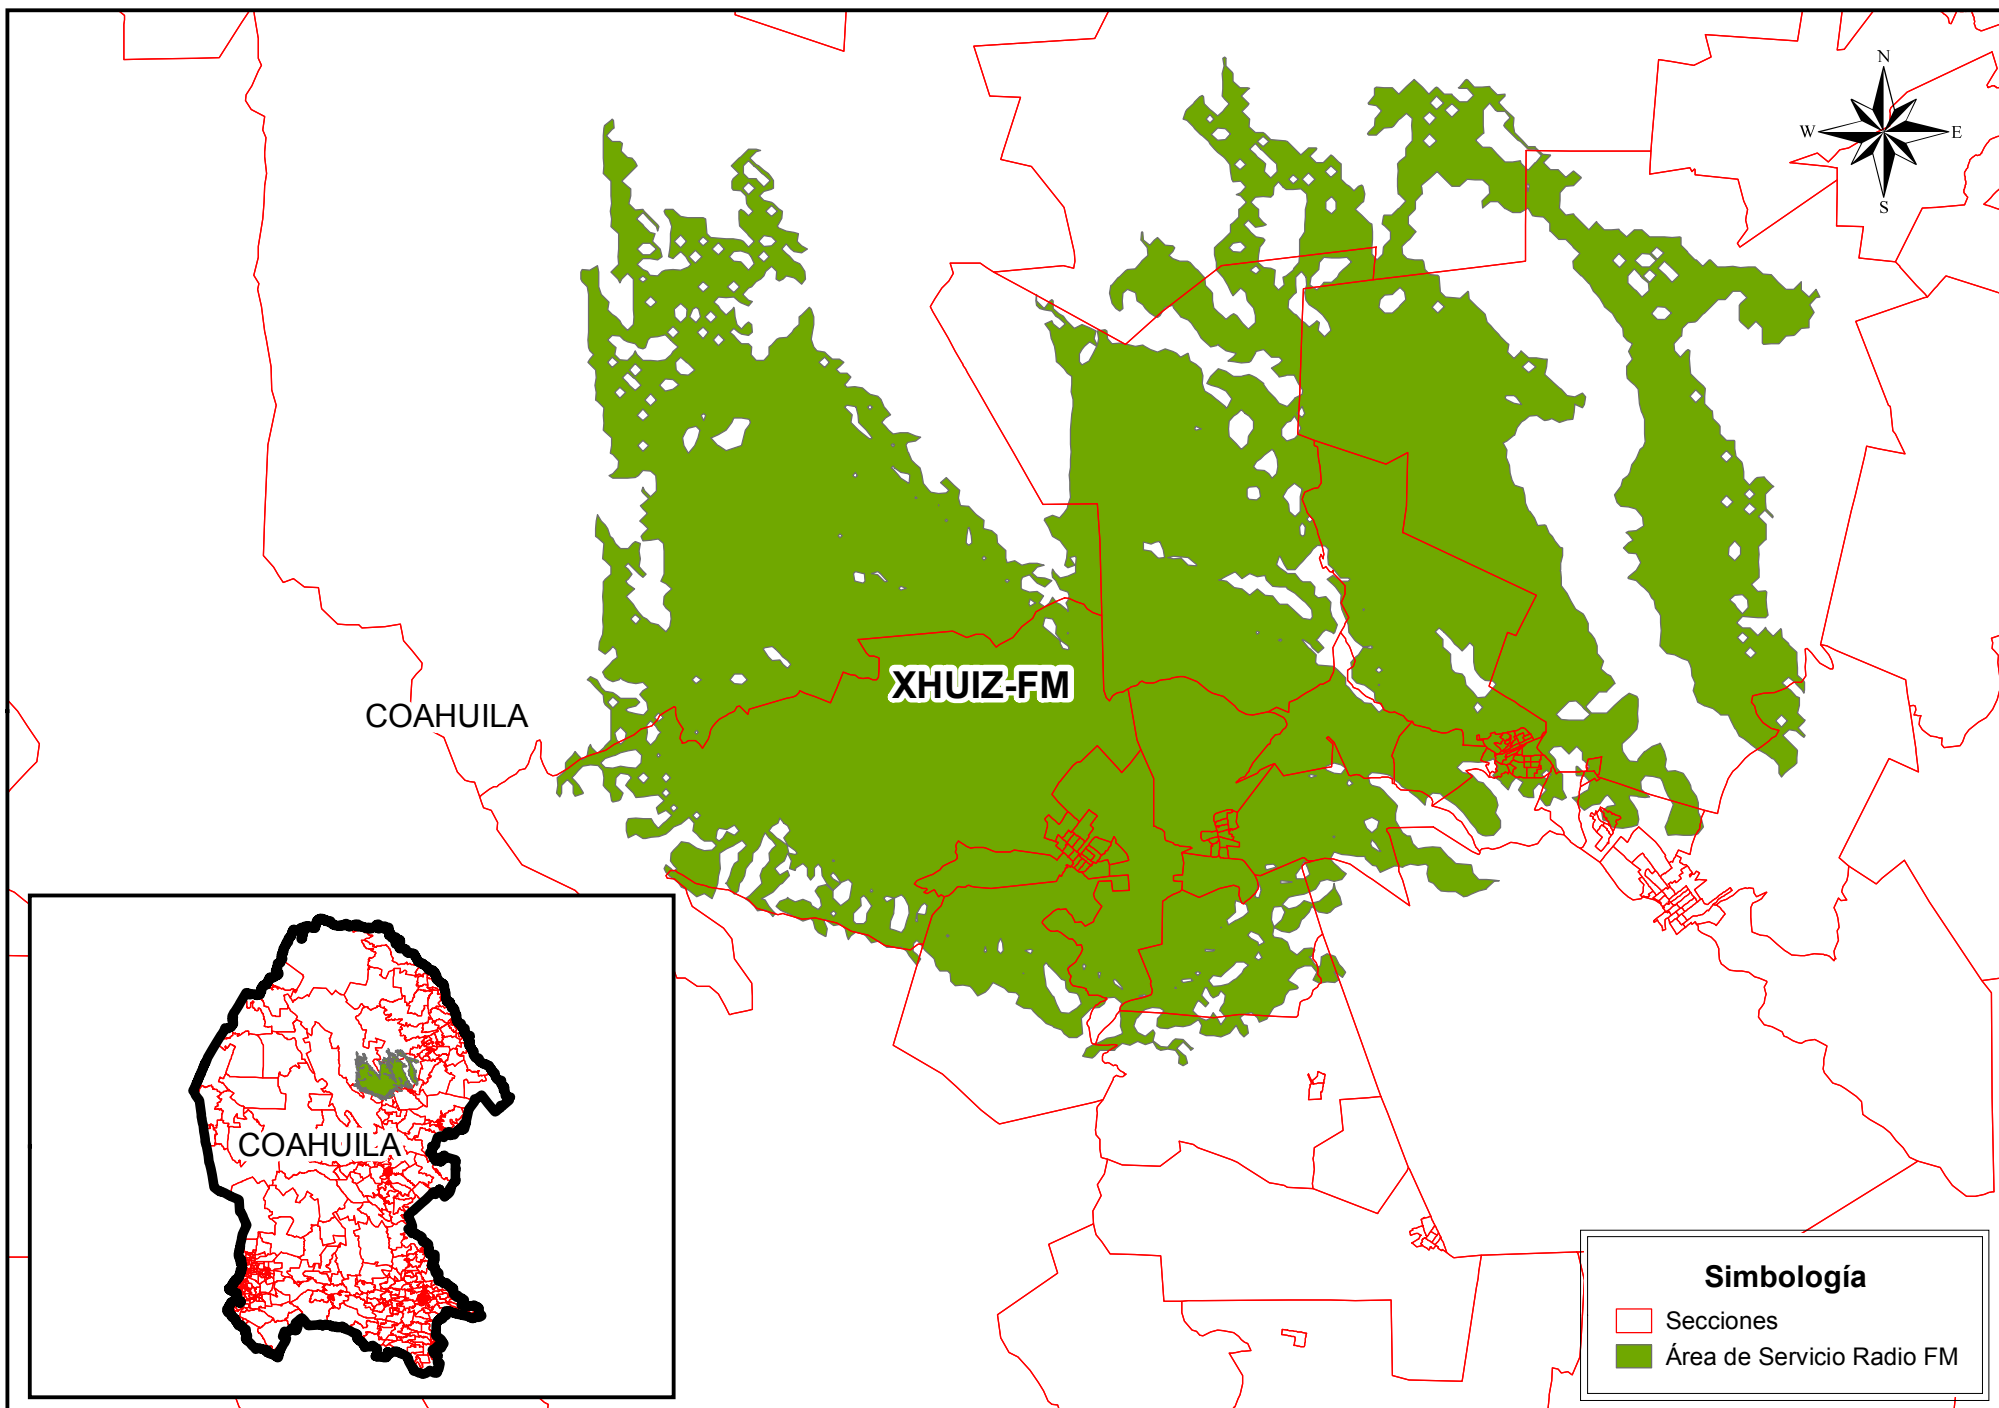 N
W
E
S
XHUIZ-FM
COAHUILA
COAHUILA
Simbología
Secciones
Área de Servicio Radio FM